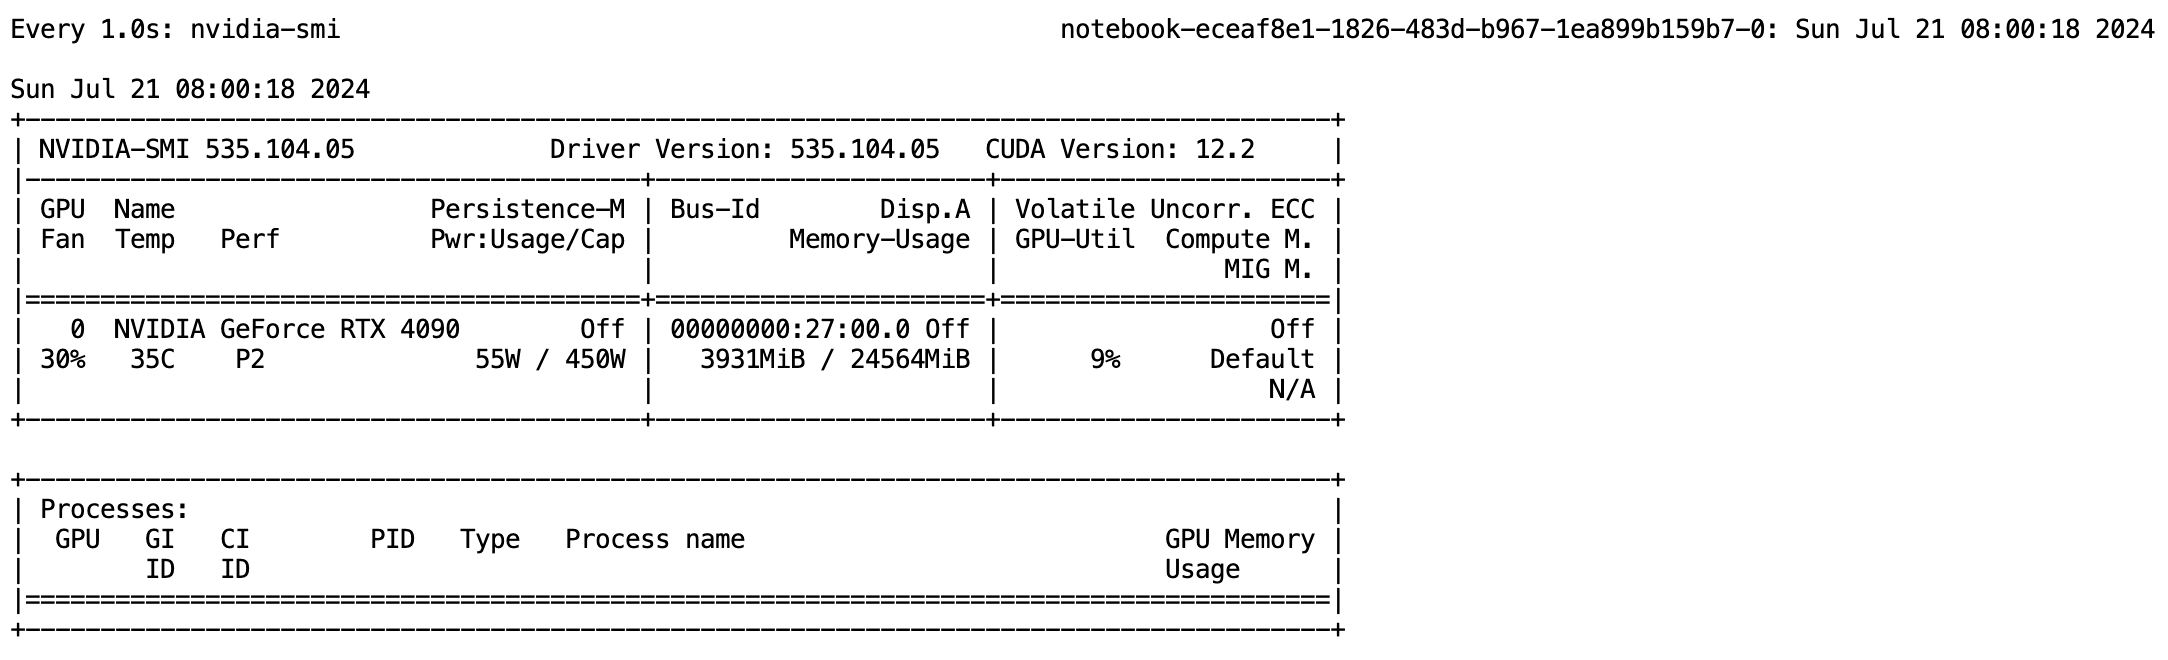 Every 1.0s: nvidia-smi                                                notebook-eceaf8e1-1826-483d-b967-1ea899b159b7-0: Sun Jul 21 08:00:18 2024
Sun Jul 21 08:00:18 2024
+---------------------------------------------------------------------------------------+
| NVIDIA-SMI 535.104.05             Driver Version: 535.104.05   CUDA Version: 12.2     |
|-----------------------------------------+----------------------+----------------------+
| GPU  Name                 Persistence-M | Bus-Id        Disp.A | Volatile Uncorr. ECC |
| Fan  Temp   Perf          Pwr:Usage/Cap |         Memory-Usage | GPU-Util  Compute M. |
|                                         |                      |               MIG M. |
|=========================================+======================+======================|
|   0  NVIDIA GeForce RTX 4090        Off | 00000000:27:00.0 Off |                  Off |
| 30%   35C    P2              55W / 450W |   3931MiB / 24564MiB |      9%      Default |
|                                         |                      |                  N/A |
+-----------------------------------------+----------------------+----------------------+
+---------------------------------------------------------------------------------------+
| Processes:                                                                            |
|  GPU   GI   CI        PID   Type   Process name                            GPU Memory |
|        ID   ID                                                             Usage      |
|=======================================================================================|
+---------------------------------------------------------------------------------------+